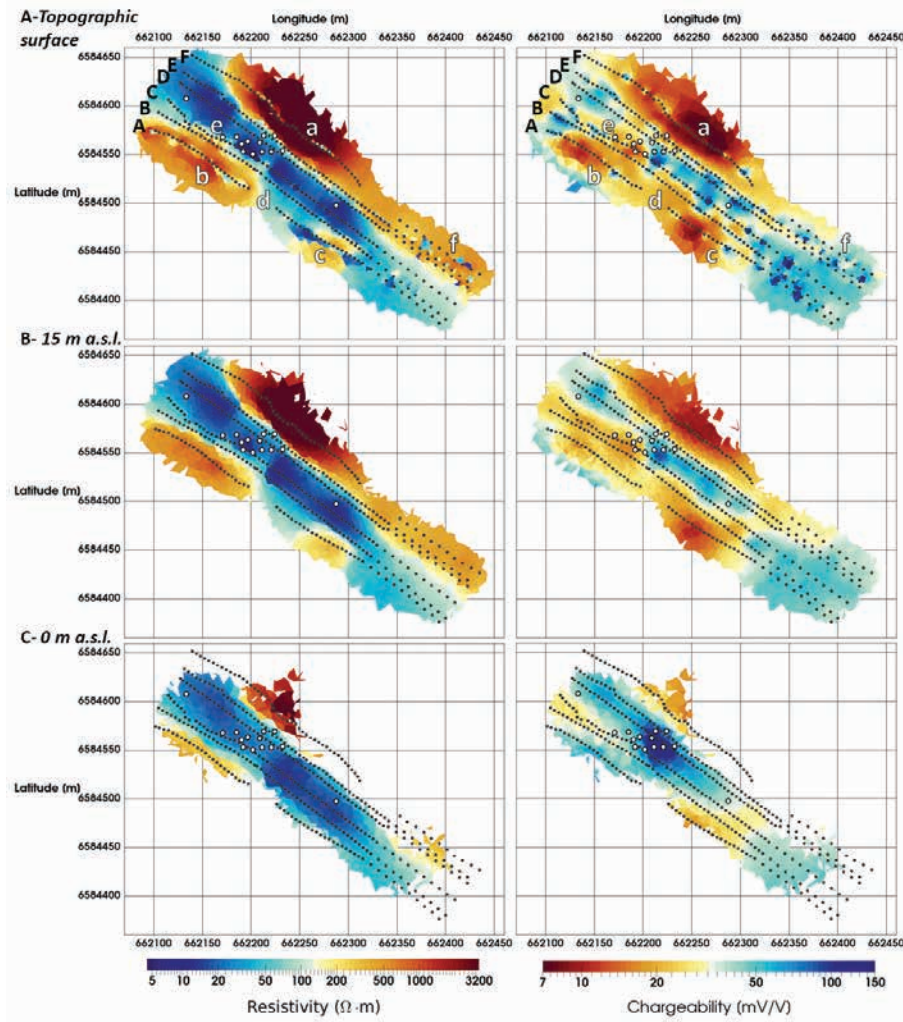 A-Topographic
surface
Longitude (m)
Longitude (m)
662100 662150 662200 662250 662300 662350 662400 662450
662100 662150 662200 662250 662300 662350 662400 662450
6584650
6584600
6584550
Latitude (m) 6584500
6584450
6584400
F
E
D
C
B
A
a
e
b
d
c
f
F
E
D
C
B
A
a
e
b
d
c
f
B- 15 m a.s.l.
6584650
6584600
6584550
Latitude (m) 6584500
6584450
6584400
C- 0 m a.s.l.
6584650
6584600
6584550
Latitude (m) 6584500
6584450
6584400
662100 662150 662200 662250 662300 662350 662400 662450
662100 662150 662200 662250 662300 662350 662400 662450
5 10 20 50 100 200 500 1000 3200
Resistivity (Ω·m)
7 10 20 50 100 150
Chargeability (mV/V)